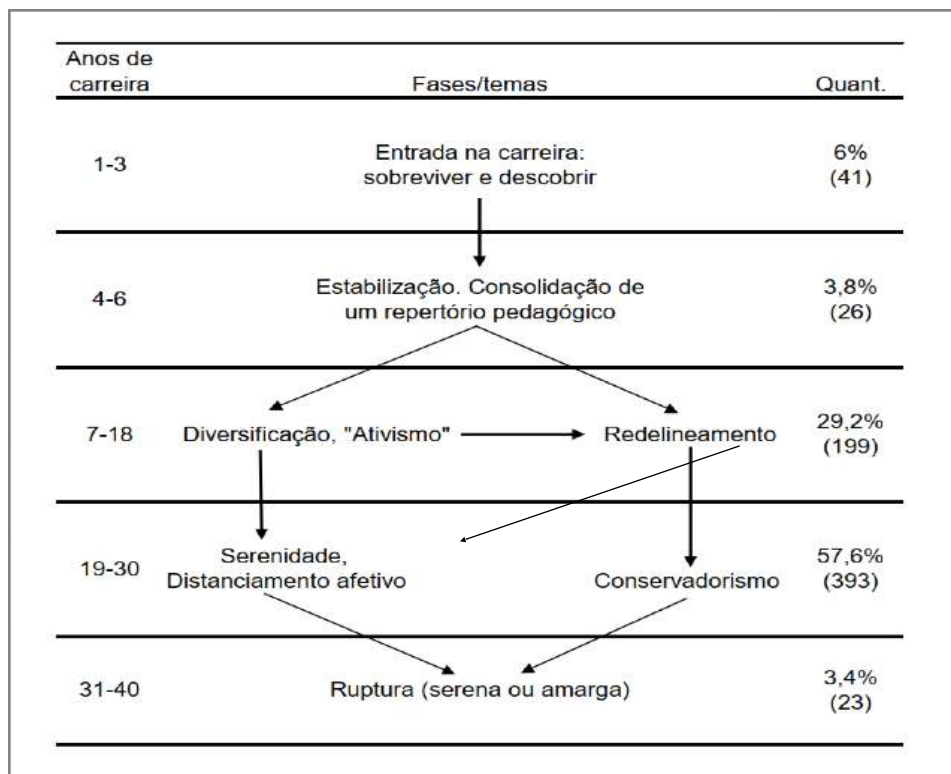 Anos de
carreira
Fases/temas
Quant.
1-3
Entrada na carreira:
sobreviver e descobrir
6%
(41)
4-6
Estabilização. Consolidação de
um repertório pedagógico
3,8%
(26)
7-18
Diversificação, "Ativismo"
Redelineamento
29,2%
(199)
19-30
Serenidade,
Distanciamento afetivo
Conservadorismo
57,6%
(393)
31-40
Ruptura (serena ou amarga)
3,4%
(23)